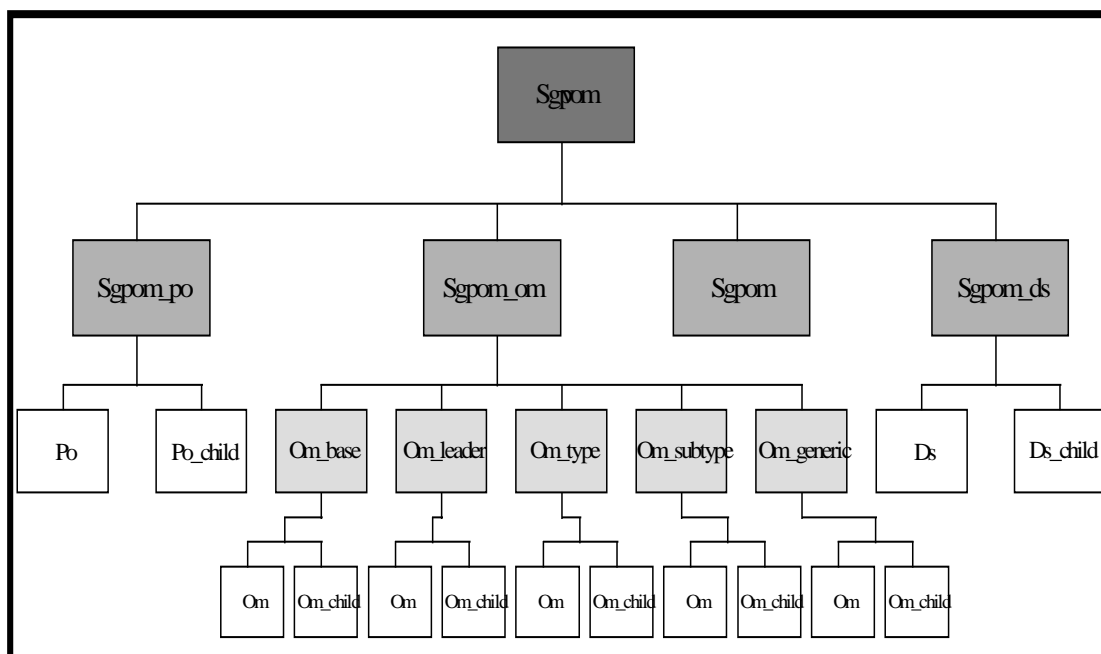 Sgpom
Sgpom_po
Sgpom_om
Sgpom
Sgpom_ds
Po
Po_child
Om_base
Om_leader
Om_type
Om_subtype
Om_generic
Ds
Ds_child
Om
Om_child
Om
Om_child
Om
Om_child
Om
Om_child
Om
Om_child